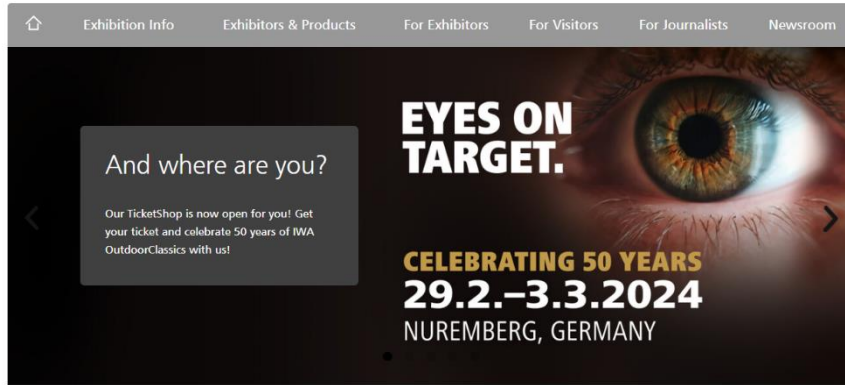 Exhibition Info Exhibitors & Products For Exhibitors For Visitors For Journalists Newsroom
And where are you?
Our TicketShop is now open for you! Get
your ticket and celebrate 50 years of IWA
OutdoorClassics with us!
EYES ON
TARGET.
CELEBRATING 50 YEARS
29.2.–3.3.2024
NUREMBERG, GERMANY